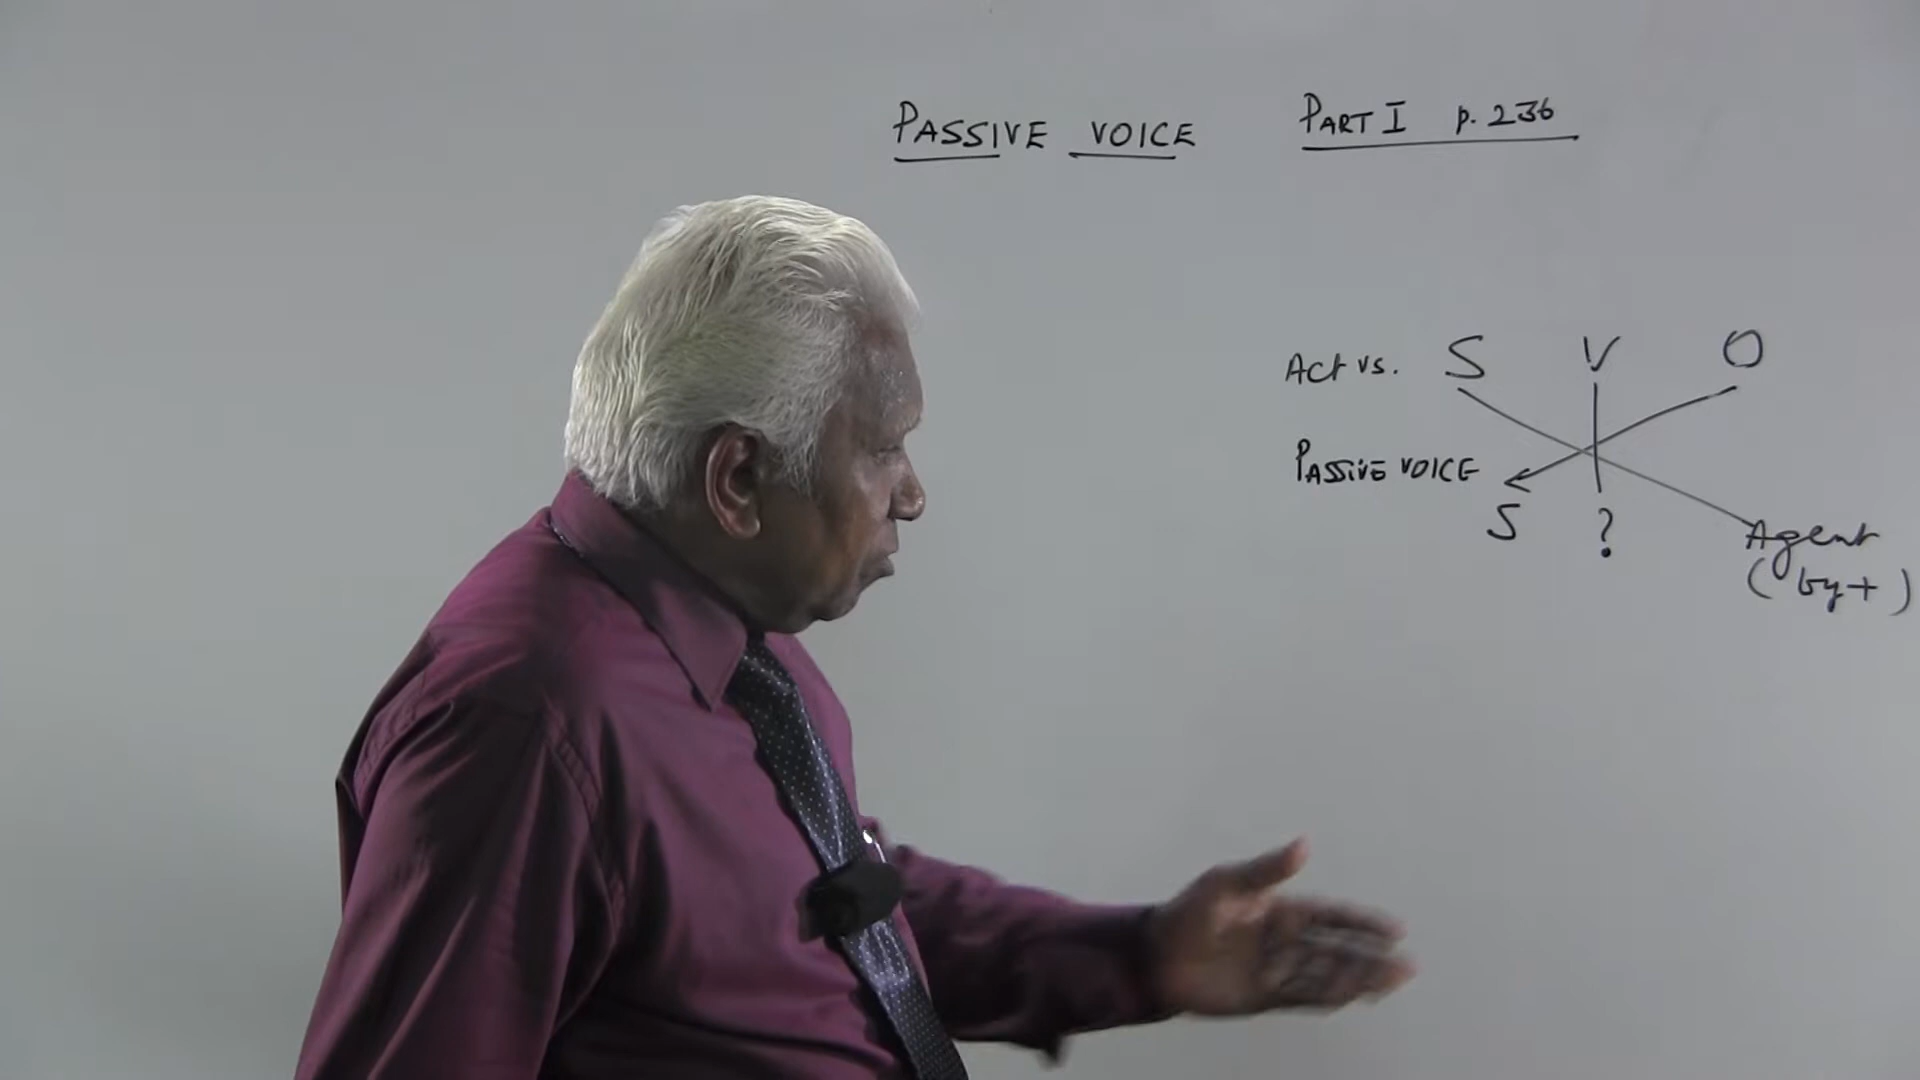 PASSIVE VOICE PART I p. 236
Act vs. S V O
PASSIVE VOICE
S ? Agent
(by+)